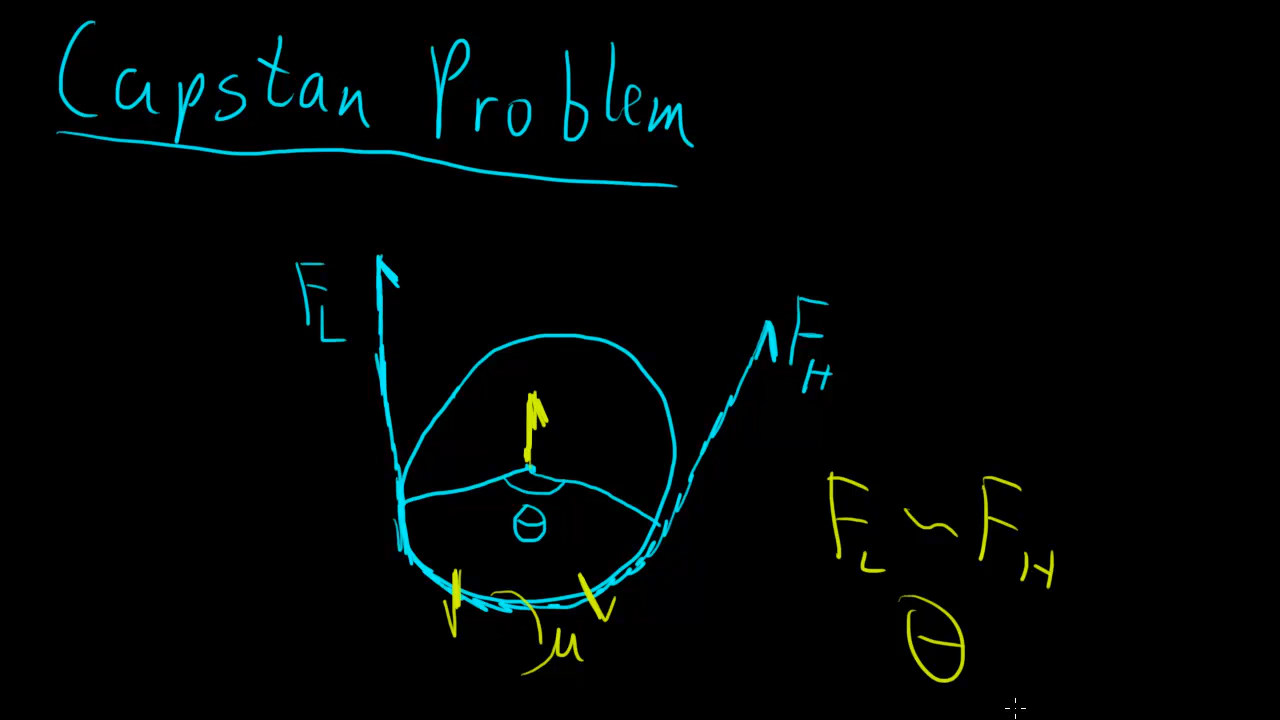 Capstan Problem
F_L
F_H
θ
μ
F_L ~ F_H
θ